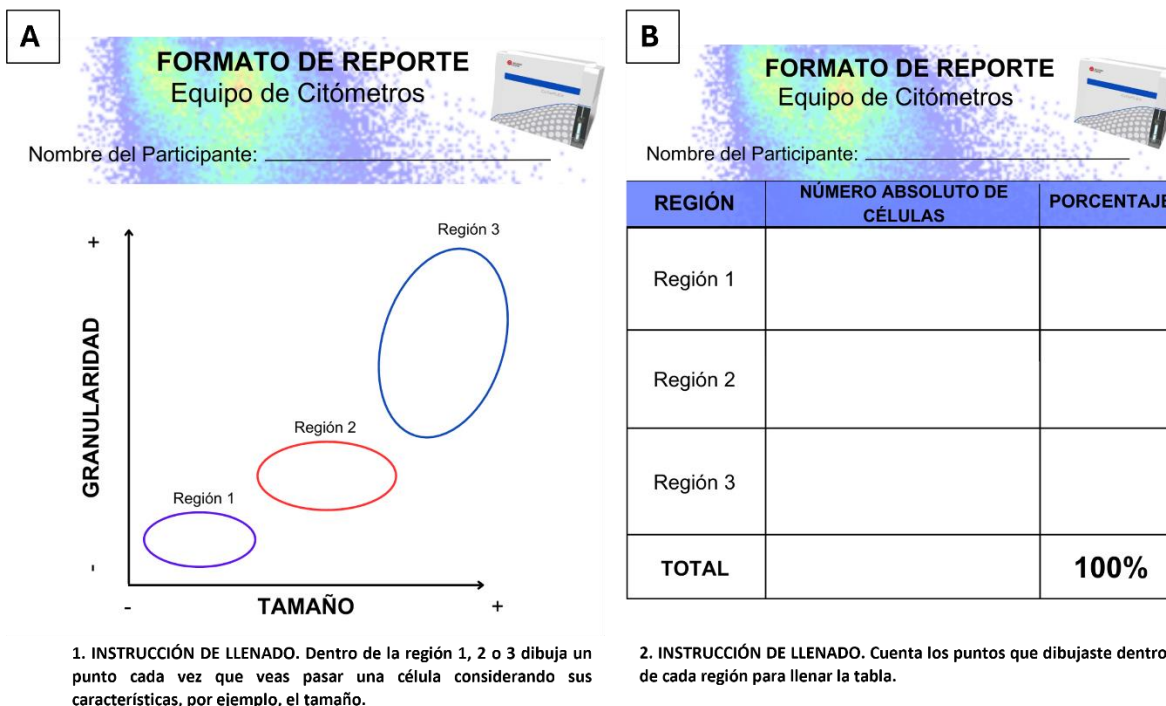 A
FORMATO DE REPORTE
Equipo de Citómetros
Nombre del Participante:
+
Región 3
GRANULARIDAD
Región 2
Región 1
-
-
TAMAÑO
+
1. INSTRUCCIÓN DE LLENADO. Dentro de la región 1, 2 o 3 dibuja un
punto cada vez que veas pasar una célula considerando sus
características, por ejemplo, el tamaño.
B
FORMATO DE REPORTE
Equipo de Citómetros
Nombre del Participante:
REGIÓN
NÚMERO ABSOLUTO DE
CÉLULAS
PORCENTAJE
Región 1
Región 2
Región 3
TOTAL
100%
2. INSTRUCCIÓN DE LLENADO. Cuenta los puntos que dibujaste dentro
de cada región para llenar la tabla.